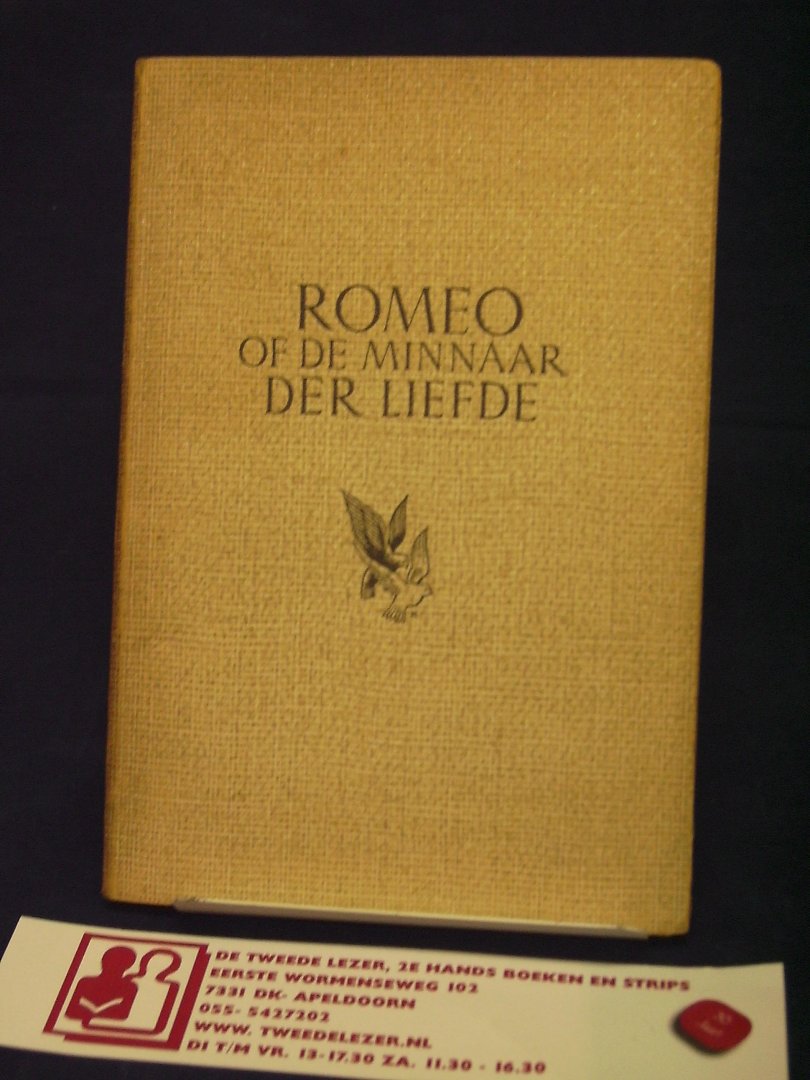 ROMEO
OF DE MINNAAR
DER LIEFDE
DE TWEEDE LEZER, 2E HANDS BOEKEN EN STRIPS
EERSTE WORMENSEWEG 102
7331 DK- APELDOORN
055- 5427202
WWW. TWEEDELEZER.NL
DI T/M VR. 13-17.30 ZA. 11.30 - 16.30